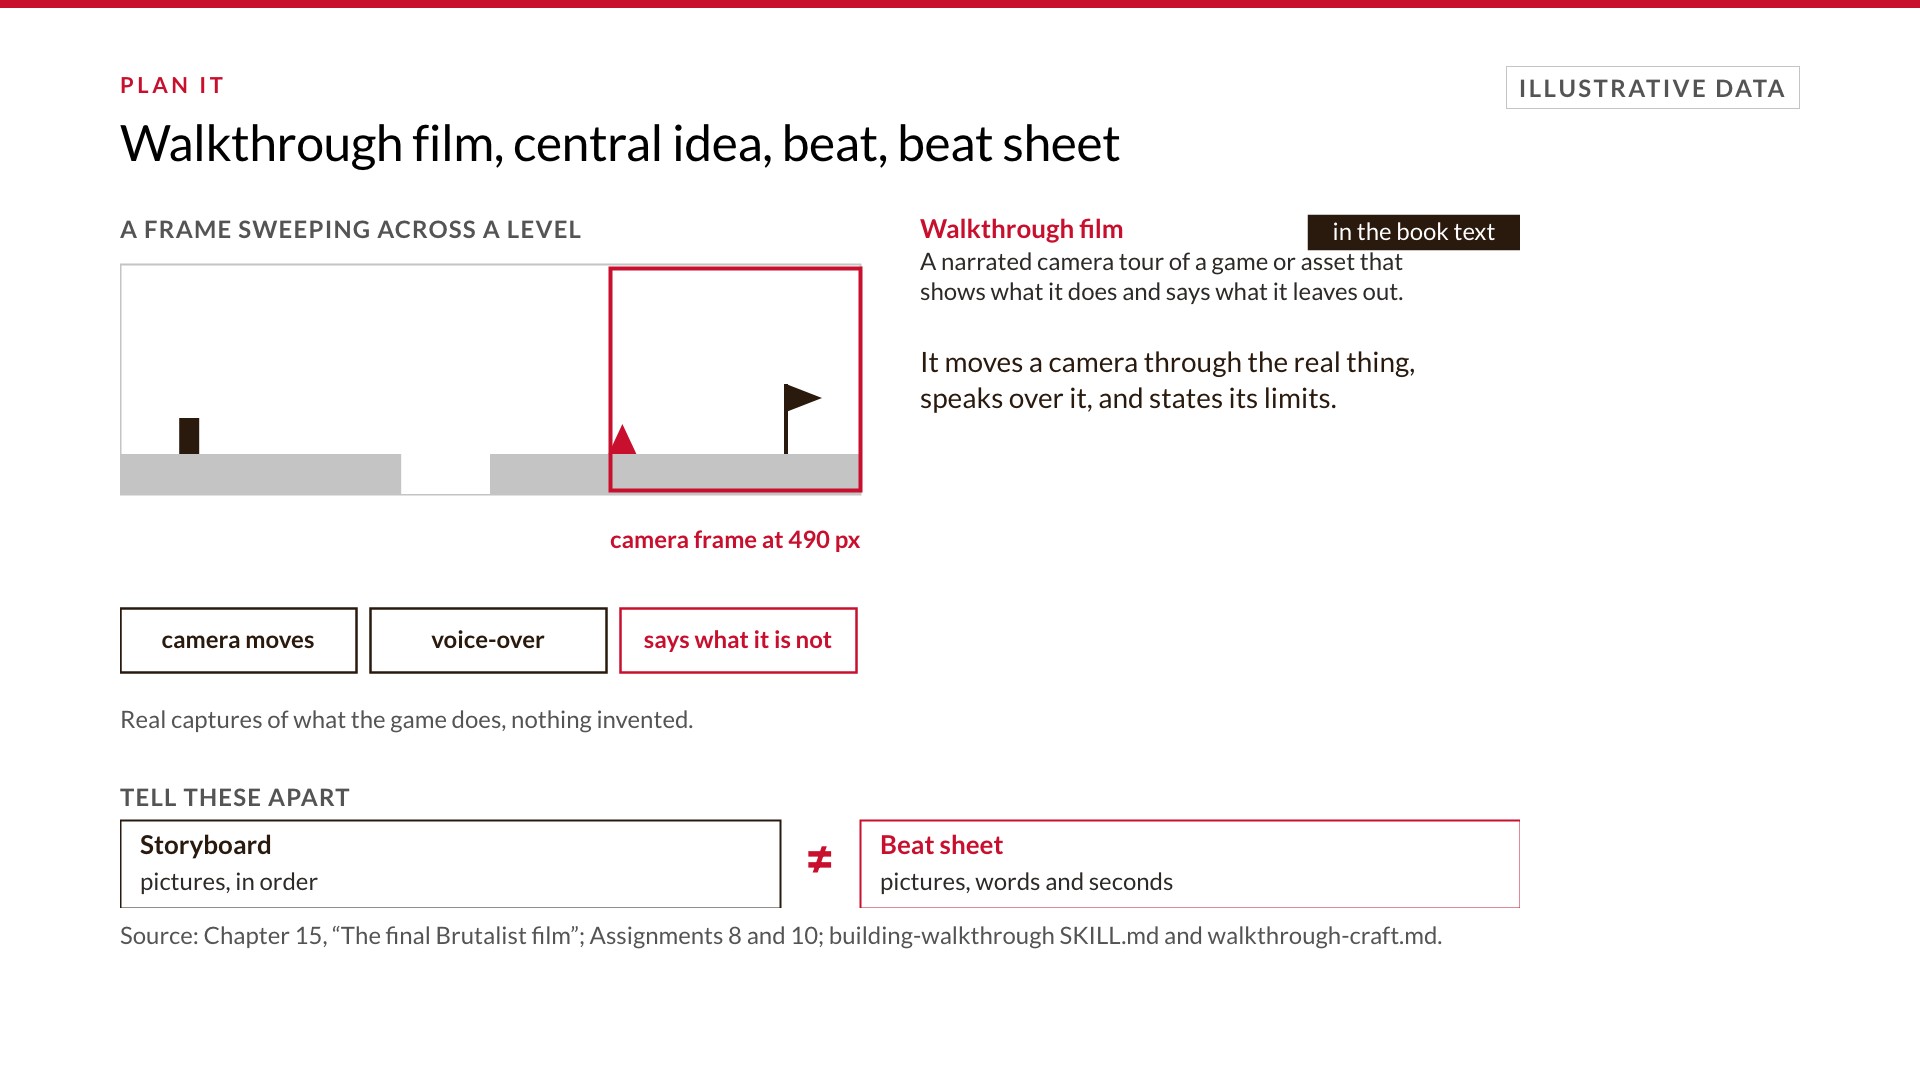 PLAN IT
ILLUSTRATIVE DATA
Walkthrough film, central idea, beat, beat sheet
A FRAME SWEEPING ACROSS A LEVEL
camera frame at 490 px
camera moves
voice-over
says what it is not
Real captures of what the game does, nothing invented.
Walkthrough film
in the book text
A narrated camera tour of a game or asset that
shows what it does and says what it leaves out.
It moves a camera through the real thing,
speaks over it, and states its limits.
TELL THESE APART
Storyboard
pictures, in order
≠
Beat sheet
pictures, words and seconds
Source: Chapter 15, “The final Brutalist film”; Assignments 8 and 10; building-walkthrough SKILL.md and walkthrough-craft.md.